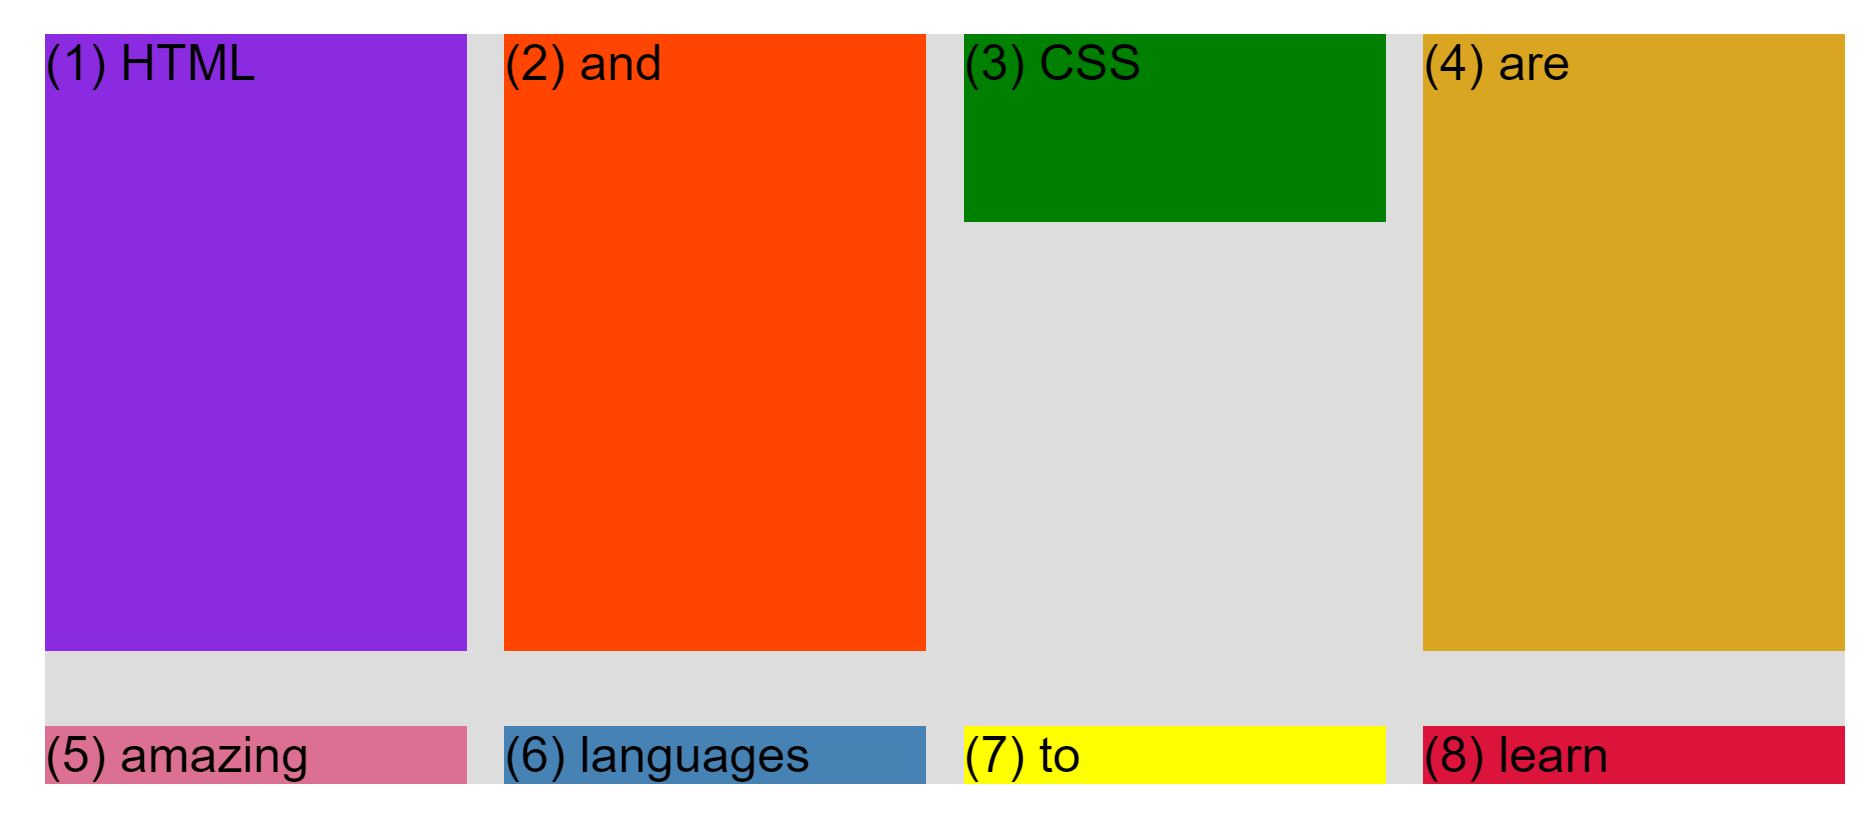 (1) HTML
(2) and
(3) CSS
(4) are
(5) amazing
(6) languages
(7) to
(8) learn